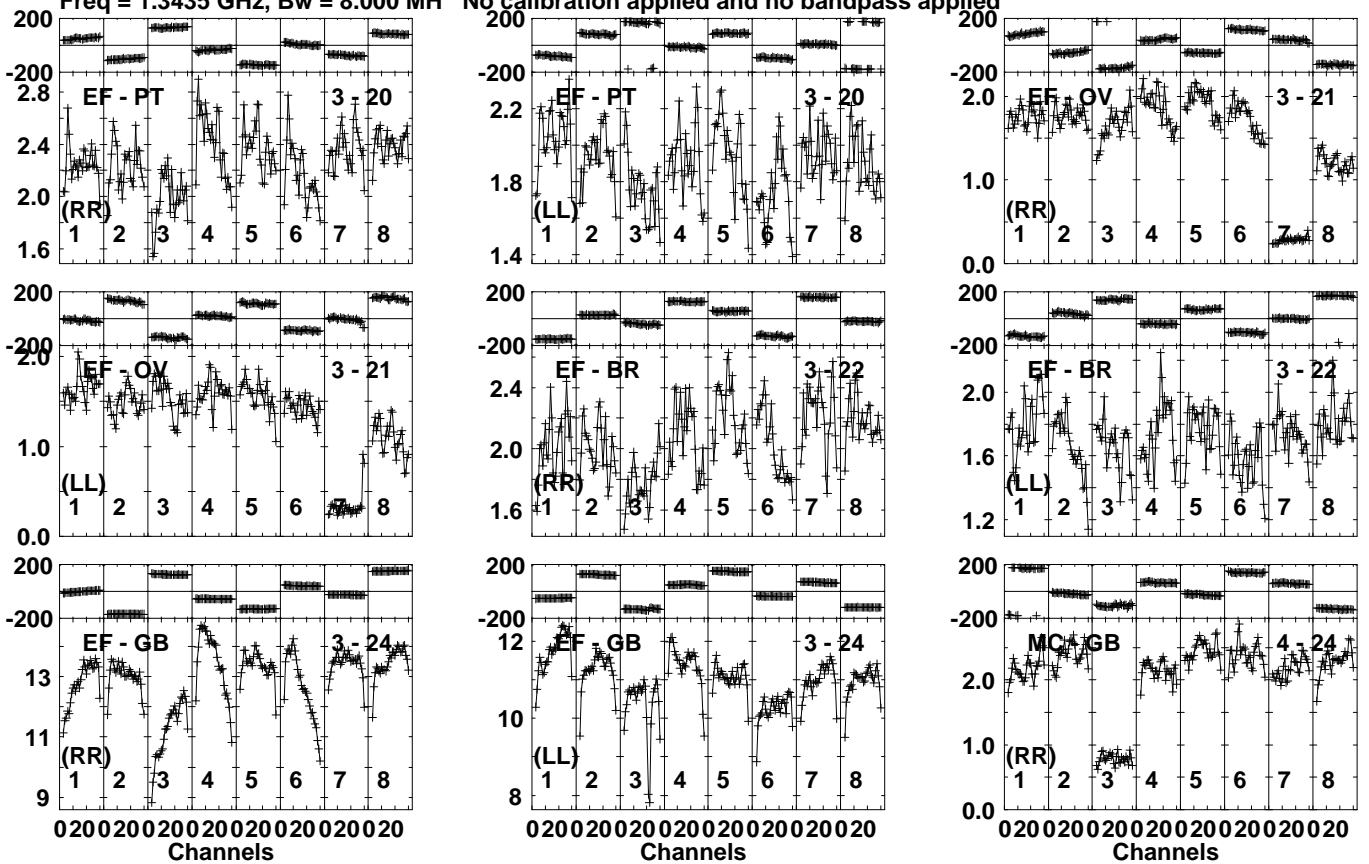 Freq = 1.3435 GHz, Bw = 8.000 MH No calibration applied and no bandpass applied
200
-200
EF - PT 3 - 20
2.8
2.4
2.0
1.6
(RR)
1 2 3 4 5 6 7 8
200
-200
EF - PT 3 - 20
2.2
1.8
1.4
(LL)
1 2 3 4 5 6 7 8
200
-200
EF - OV 3 - 21
2.0
1.0
0.0
(RR)
1 2 3 4 5 6 7 8
200
-200
EF - OV 3 - 21
2.0
1.0
0.0
(LL)
1 2 3 4 5 6 7 8
200
-200
EF - BR 3 - 22
2.4
2.0
1.6
(RR)
1 2 3 4 5 6 7 8
200
-200
EF - BR 3 - 22
2.0
1.6
1.2
(LL)
1 2 3 4 5 6 7 8
200
-200
EF - GB 3 - 24
13
11
9
(RR)
1 2 3 4 5 6 7 8
0 20 0 20 0 20 0 20 0 20 0 20 0 20 0 20
Channels
200
-200
EF - GB 3 - 24
12
10
8
(LL)
1 2 3 4 5 6 7 8
0 20 0 20 0 20 0 20 0 20 0 20 0 20 0 20
Channels
200
-200
MC - GB 4 - 24
2.0
1.0
0.0
(RR)
1 2 3 4 5 6 7 8
0 20 0 20 0 20 0 20 0 20 0 20 0 20 0 20
Channels